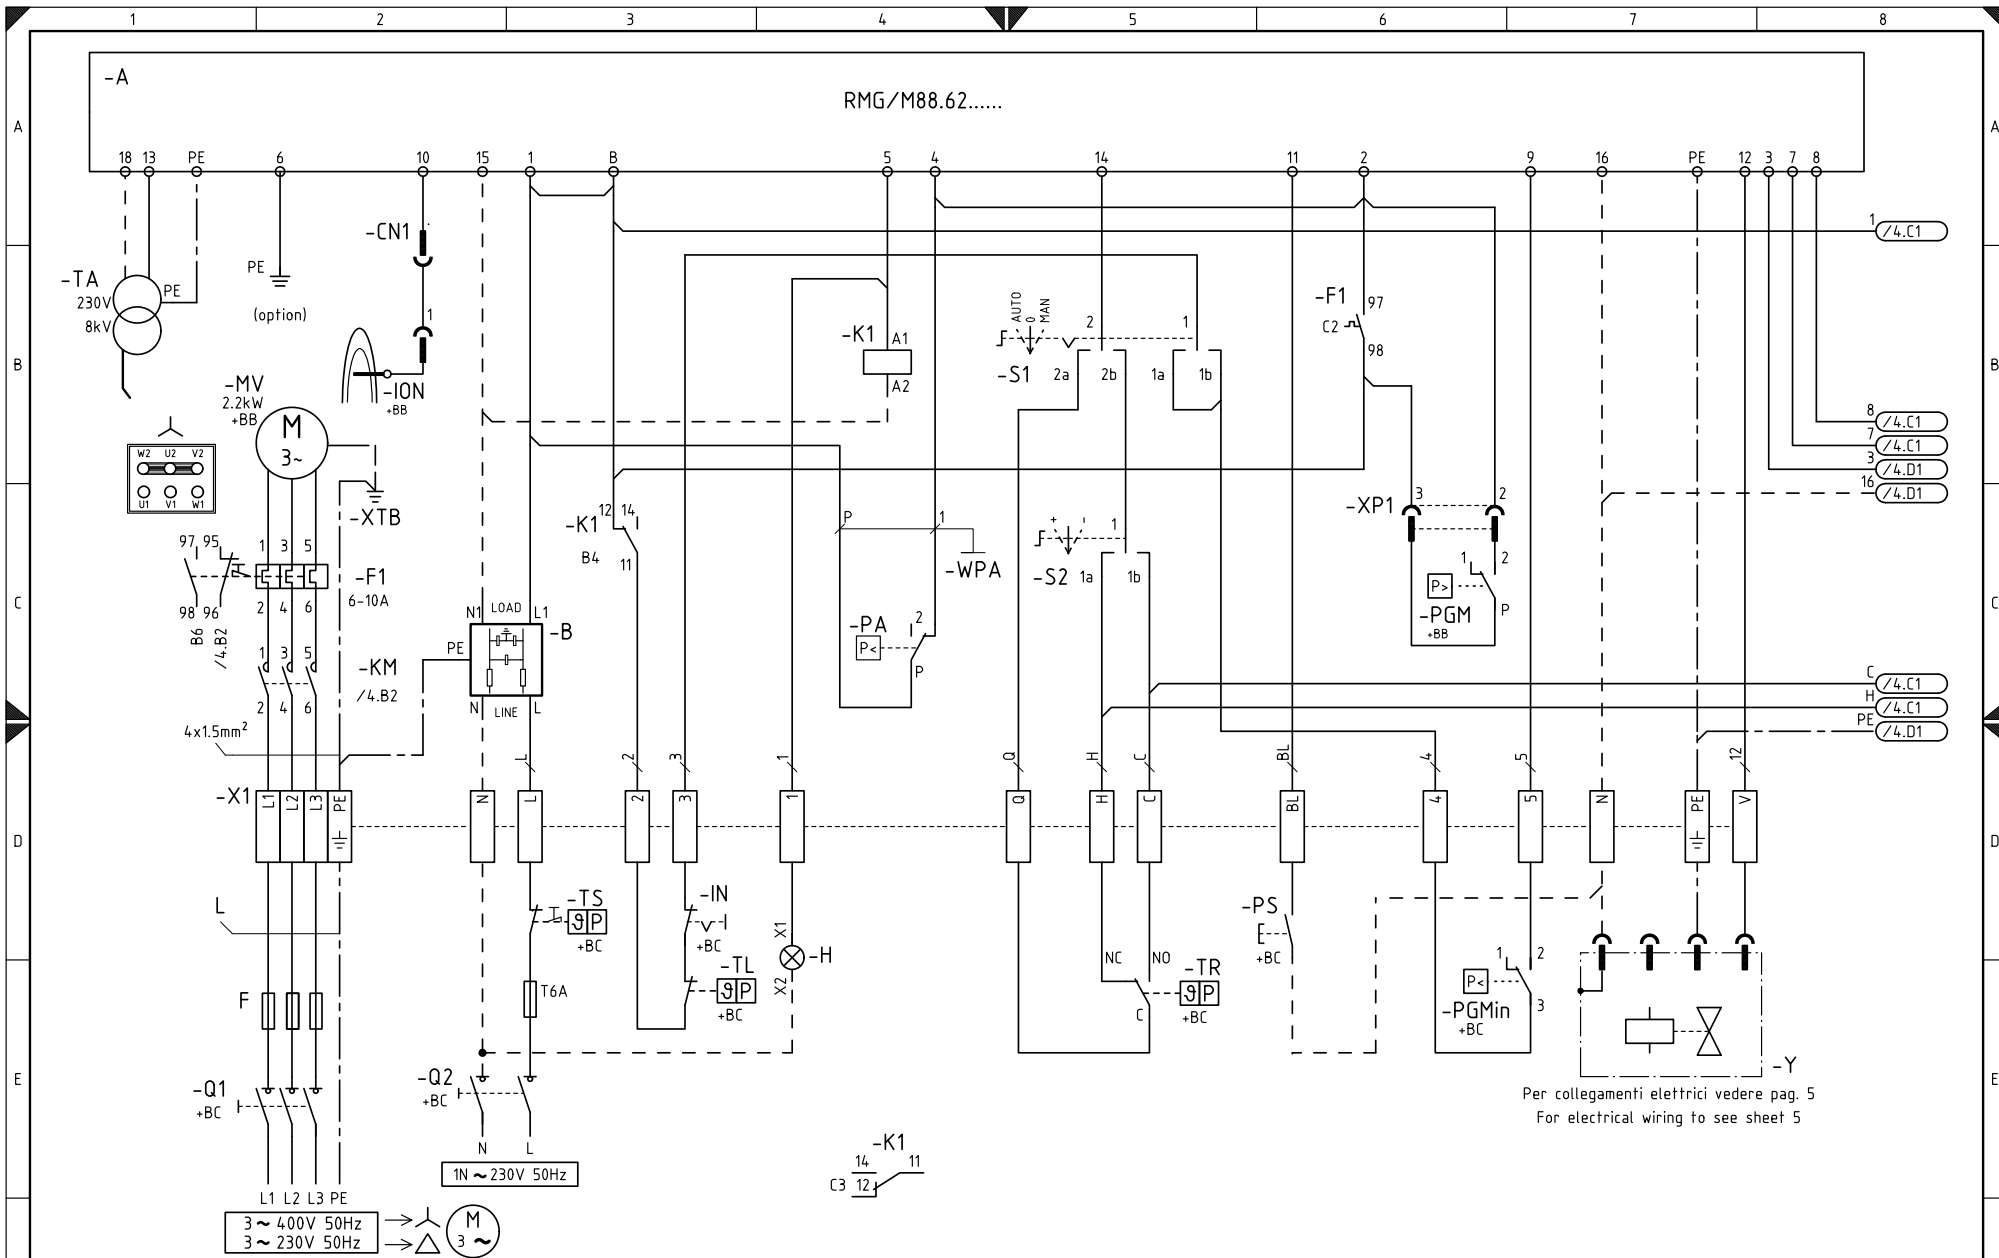 1 2 3 4 5 6 7 8
A A
-A
RMG/M88.62......
18 13 PE 6 10 15 1 B 5 4 14 11 2 9 16 PE 12 3 7 8
1 /4.C1
-CN1
PE
(option)
-TA
230V
8kV
PE
1
-ION
+BB
B B
-K1
A1
A2
AUTO
0
MAN
2 1
-S1 2a 2b 1a 1b
-F1
C2
97
98
8 /4.C1
7 /4.C1
3 /4.D1
16 /4.D1
-MV
2.2kW
+BB
M
3~
W2 U2 V2
U1 V1 W1
-XTB
C C
97 95
98 96
B6
/4.B2
1 3 5
-F1
6-10A
2 4 6
1 3 5
-KM
/4.B2
2 4 6
4x1.5mm²
N1 LOAD L1
-B
PE
N LINE L
12 14
-K1
B4
11
P 1
-WPA
-PA
P<
2
P
+ -
1
-S2 1a 1b
3 2
-XP1
1 2
P>
P
-PGM
+BB
C /4.C1
H /4.C1
PE /4.D1
L 2 3 1 Q H C BL 4 5 12
D D
-X1
L1 L2 L3 PE N L 2 3 1 Q H C BL 4 5 N PE V
L
-TS
ϑ P
+BC
-IN
+BC
-TL
ϑ P
+BC
X1
-H
X2
T6A
NC NO
C
-TR
ϑ P
+BC
-PS
+BC
1 2
P<
3
-PGMin
+BC
-Y
Per collegamenti elettrici vedere pag. 5
For electrical wiring to see sheet 5
E E
F
-Q1
+BC
-Q2
+BC
N L
1N ~ 230V 50Hz
L1 L2 L3 PE
3 ~ 400V 50Hz
3 ~ 230V 50Hz
M
3 ~
-K1
14 11
C3 12